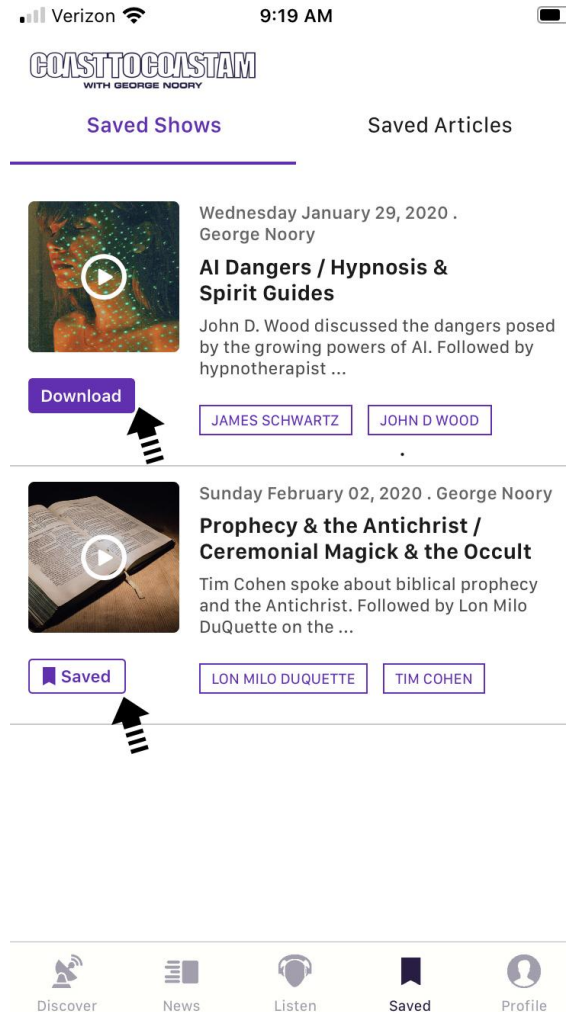 Verizon 9:19 AM
COASTTOCOASTAM
WITH GEORGE NOORY
Saved Shows Saved Articles
Wednesday January 29, 2020 .
George Noory
AI Dangers / Hypnosis &
Spirit Guides
John D. Wood discussed the dangers posed
by the growing powers of AI. Followed by
hypnotherapist ...
Download
JAMES SCHWARTZ JOHN D WOOD
Sunday February 02, 2020 . George Noory
Prophecy & the Antichrist /
Ceremonial Magick & the Occult
Tim Cohen spoke about biblical prophecy
and the Antichrist. Followed by Lon Milo
DuQuette on the ...
Saved
LON MILO DUQUETTE TIM COHEN
Discover News Listen Saved Profile